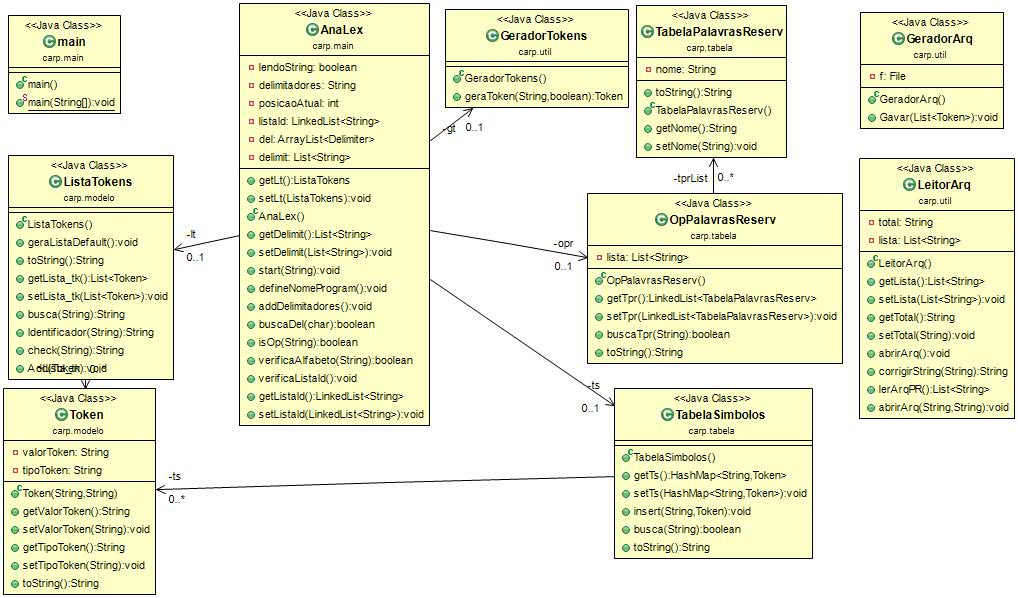 <<Java Class>>
main
carp.main
main()
main(String[]):void
<<Java Class>>
AnaLex
carp.main
lendoString: boolean
delimitadores: String
posicaoAtual: int
listaId: LinkedList<String>
del: ArrayList<Delimiter>
delimit: List<String>
getLt():ListaTokens
setLt(ListaTokens):void
AnaLex()
getDelimit():List<String>
setDelimit(List<String>):void
start(String):void
defineNomeProgram():void
addDelimitadores():void
buscaDel(char):boolean
isOp(String):boolean
verificaAlfabeto(String):boolean
verificaListaId():void
getListaId():LinkedList<String>
setListaId(LinkedList<String>):void
<<Java Class>>
GeradorTokens
carp.util
GeradorTokens()
geraToken(String,boolean):Token
-gt
0..1
<<Java Class>>
TabelaPalavrasReserv
carp.tabela
nome: String
toString():String
TabelaPalavrasReserv()
getNome():String
setNome(String):void
-tprList
0..*
<<Java Class>>
GeradorArq
carp.util
f: File
GeradorArq()
Gavar(List<Token>):void
<<Java Class>>
ListaTokens
carp.modelo
ListaTokens()
geraListaDefault():void
toString():String
getLista_tk():List<Token>
setLista_tk(List<Token>):void
busca(String):String
Identificador(String):String
check(String):String
-lt
0..1
0..*
<<Java Class>>
OpPalavrasReserv
carp.tabela
lista: List<String>
OpPalavrasReserv()
getTpr():LinkedList<TabelaPalavrasReserv>
setTpr(LinkedList<TabelaPalavrasReserv>):void
buscaTpr(String):boolean
toString():String
-opr
0..1
<<Java Class>>
LeitorArq
carp.util
total: String
lista: List<String>
LeitorArq()
getLista():List<String>
setLista(List<String>):void
getTotal():String
setTotal(String):void
abrirArq():void
corrigirString(String):String
lerArqPR():List<String>
abrirArq(String,String):void
<<Java Class>>
Token
carp.modelo
valorToken: String
tipoToken: String
Token(String,String)
getValorToken():String
setValorToken(String):void
getTipoToken():String
setTipoToken(String):void
toString():String
-ts
0..*
-ts
0..1
<<Java Class>>
TabelaSimbolos
carp.tabela
TabelaSimbolos()
getTs():HashMap<String,Token>
setTs(HashMap<String,Token>):void
insert(String,Token):void
busca(String):boolean
toString():String